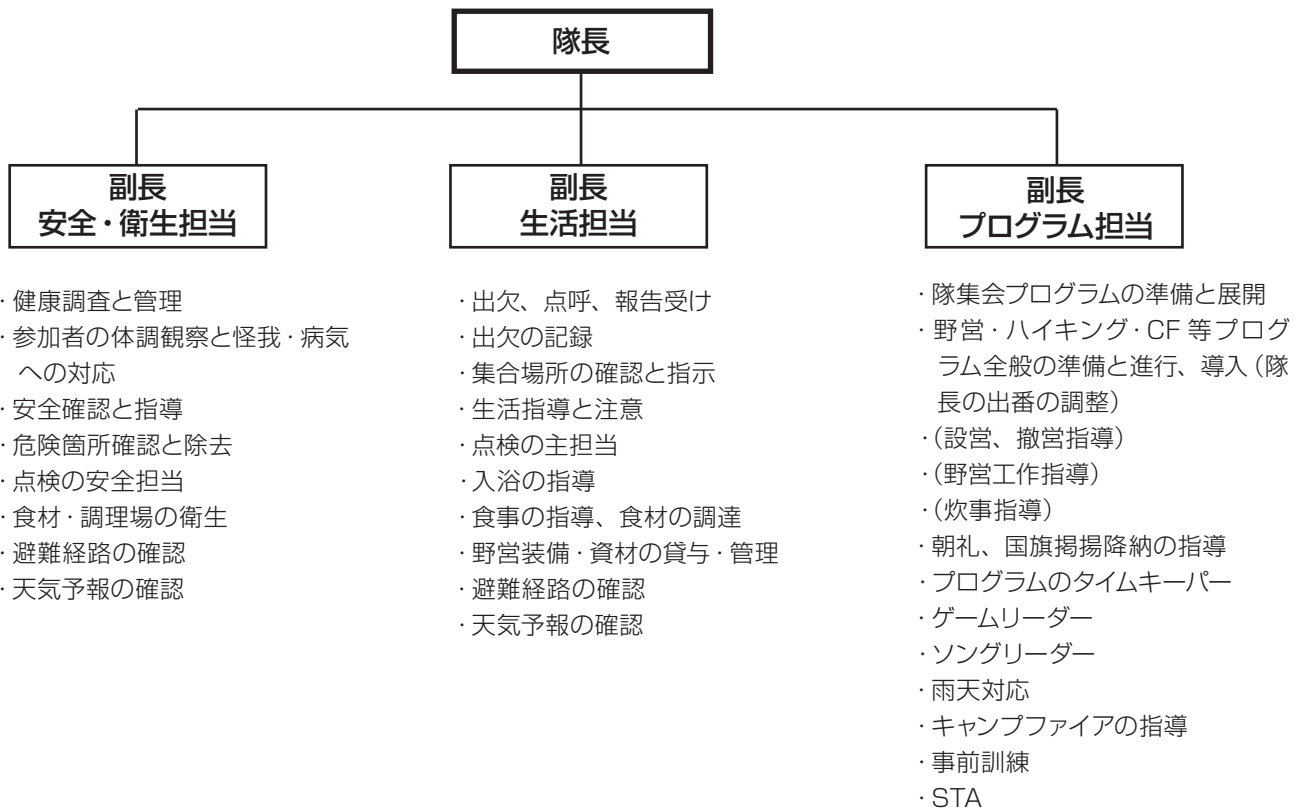 隊長
副長
安全・衛生担当
・健康調査と管理
・参加者の体調観察と怪我・病気
への対応
・安全確認と指導
・危険箇所確認と除去
・点検の安全担当
・食材・調理場の衛生
・避難経路の確認
・天気予報の確認
副長
生活担当
・出欠、点呼、報告受け
・出欠の記録
・集合場所の確認と指示
・生活指導と注意
・点検の主担当
・入浴の指導
・食事の指導、食材の調達
・野営装備・資材の貸与・管理
・避難経路の確認
・天気予報の確認
副長
プログラム担当
・隊集会プログラムの準備と展開
・野営・ハイキング・CF 等プログ
ラム全般の準備と進行、導入（隊
長の出番の調整）
・（設営、撤営指導）
・（野営工作指導）
・（炊事指導）
・朝礼、国旗掲揚降納の指導
・プログラムのタイムキーパー
・ゲームリーダー
・ソングリーダー
・雨天対応
・キャンプファイアの指導
・事前訓練
・STA